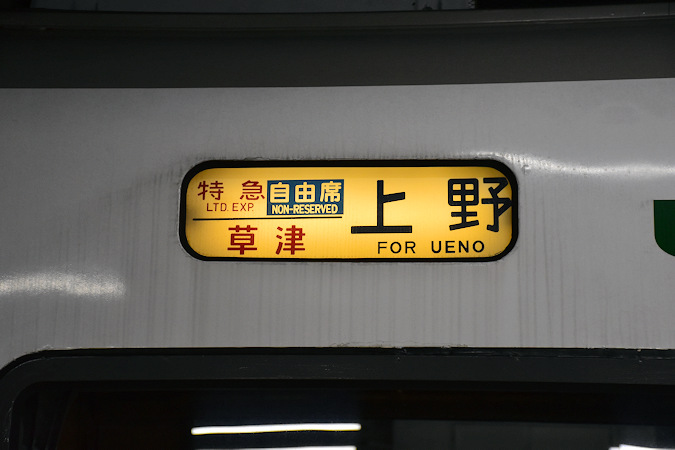 特急 自由席
LTD. EXP. NON-RESERVED
草津
上野
FOR UENO